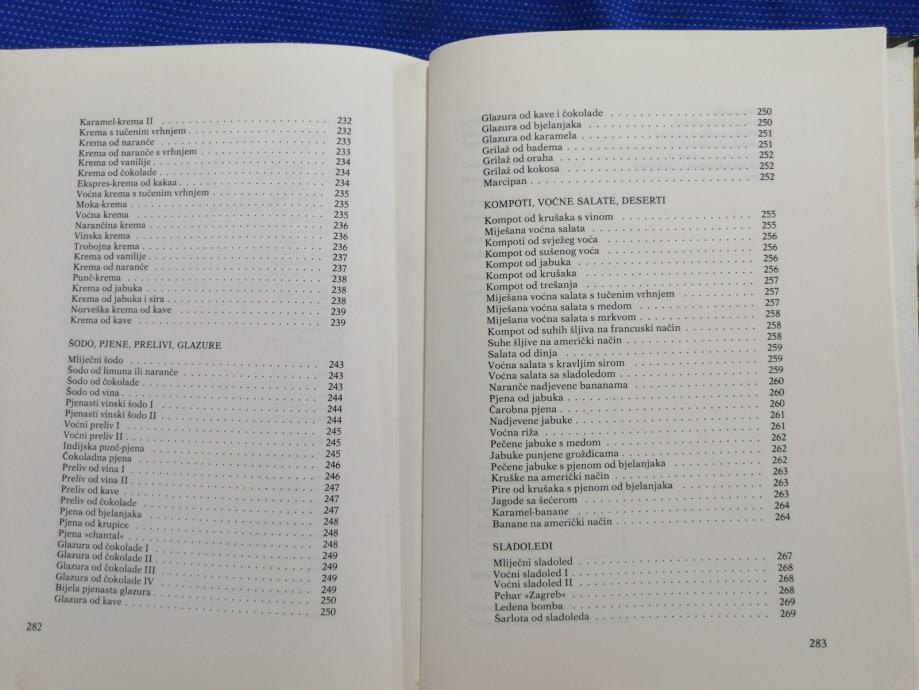 Karamel-krema II 232
Krema s tučenim vrhnjem 232
Krema od naranče 233
Krema od naranče s vrhnjem 233
Krema od vanilije 234
Krema od čokolade 234
Ekspres-krema od kakaa 234
Voćna krema s tučenim vrhnjem 235
Moka-krema 235
Voćna krema 235
Narančina krema 236
Vinska krema 236
Trobojna krema 236
Krema od vanilije 237
Krema od naranče 237
Punč-krema 238
Krema od jabuka 238
Krema od jabuka i sira 238
Norveška krema od kave 239
Krema od kave 239
ŠODO, PJENE, PRELIVI, GLAZURE
Mliječni šodo 243
Šodo od limuna ili naranče 243
Šodo od čokolade 243
Šodo od vina 244
Pjenasti vinski šodo I 244
Pjenasti vinski šodo II 244
Voćni preliv I 245
Voćni preliv II 245
Indijska punč-pjena 245
Čokoladna pjena 246
Preliv od vina I 246
Preliv od vina II 247
Preliv od kave 247
Preliv od čokolade 247
Pjena od bjelanjaka 248
Pjena od krupice 248
Pjena »chantal« 248
Glazura od čokolade I 249
Glazura od čokolade II 249
Glazura od čokolade III 249
Glazura od čokolade IV 249
Bijela pjenasta glazura 250
Glazura od kave 250
282
Glazura od kave i čokolade 250
Glazura od bjelanjaka 250
Glazura od karamela 251
Grilaž od badema 251
Grilaž od oraha 252
Grilaž od kokosa 252
Marcipan 252
KOMPOTI, VOĆNE SALATE, DESERTI
Kompot od krušaka s vinom 255
Miješana voćna salata 255
Kompoti od svježeg voća 256
Kompot od sušenog voća 256
Kompot od jabuka 256
Kompot od krušaka 256
Kompot od trešanja 257
Miješana voćna salata s tučenim vrhnjem 257
Miješana voćna salata s medom 257
Miješana voćna salata s mrkvom 258
Kompot od suhih šljiva na francuski način 258
Suhe šljive na američki način 258
Salata od dinja 259
Voćna salata s kravljim sirom 259
Voćna salata sa sladoledom 259
Naranče nadjevene bananama 260
Pjena od jabuka 260
Čarobna pjena 260
Nadjevene jabuke 261
Voćna riža 261
Pečene jabuke s medom 262
Jabuke punjene grožđicama 262
Pečene jabuke s pjenom od bjelanjaka 262
Kruške na američki način 263
Pire od krušaka s pjenom od bjelanjaka 263
Jagode sa šećerom 263
Karamel-banane 264
Banane na američki način 264
SLADOLEDI
Mliječni sladoled 267
Voćni sladoled I 268
Voćni sladoled II 268
Pehar »Zagreb« 268
Ledena bomba 269
Šarlota od sladoleda 269
283